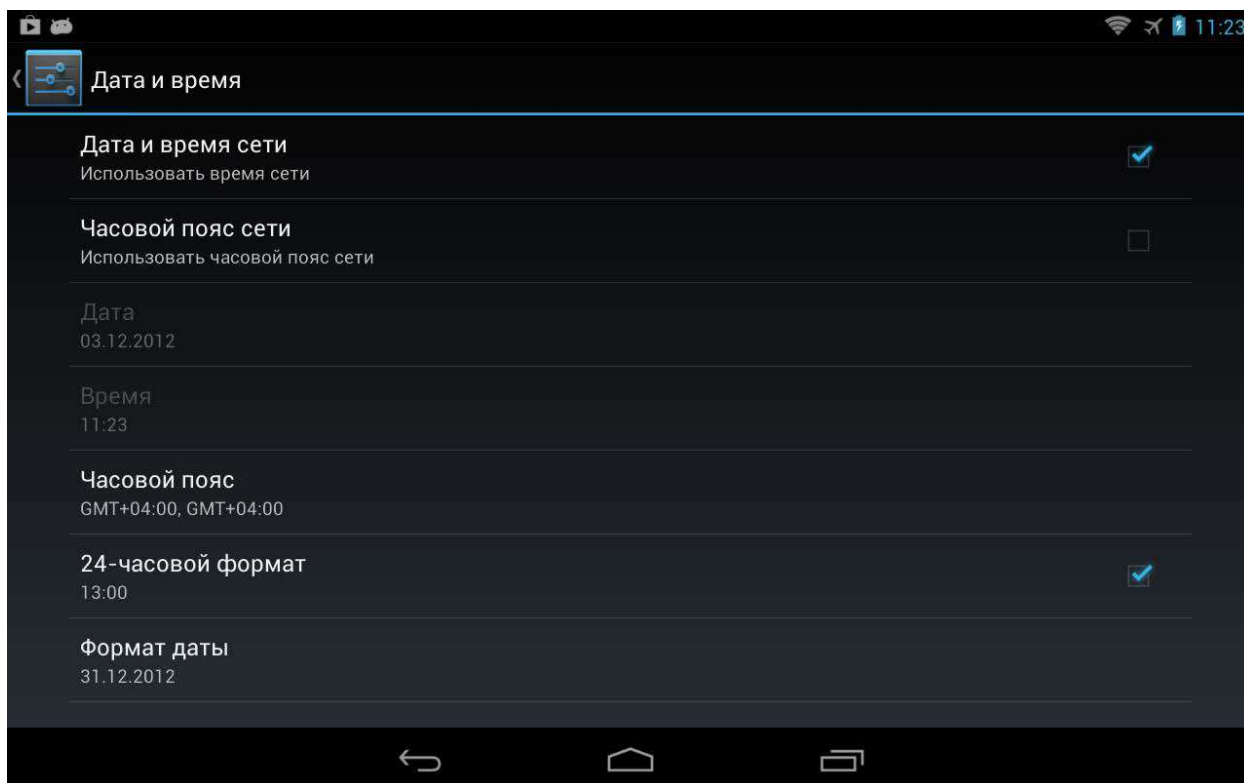 11:23
Дата и время
Дата и время сети
Использовать время сети
Часовой пояс сети
Использовать часовой пояс сети
Дата
03.12.2012
Время
11:23
Часовой пояс
GMT+04:00, GMT+04:00
24-часовой формат
13:00
Формат даты
31.12.2012